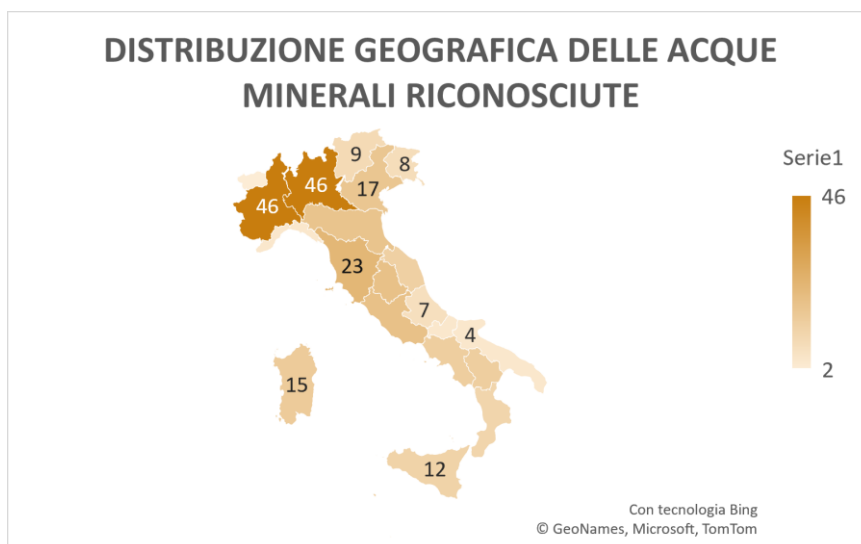 DISTRIBUZIONE GEOGRAFICA DELLE ACQUE
MINERALI RICONOSCIUTE
Serie1
46
2
9
8
46
17
46
23
7
4
15
12
Con tecnologia Bing
© GeoNames, Microsoft, TomTom